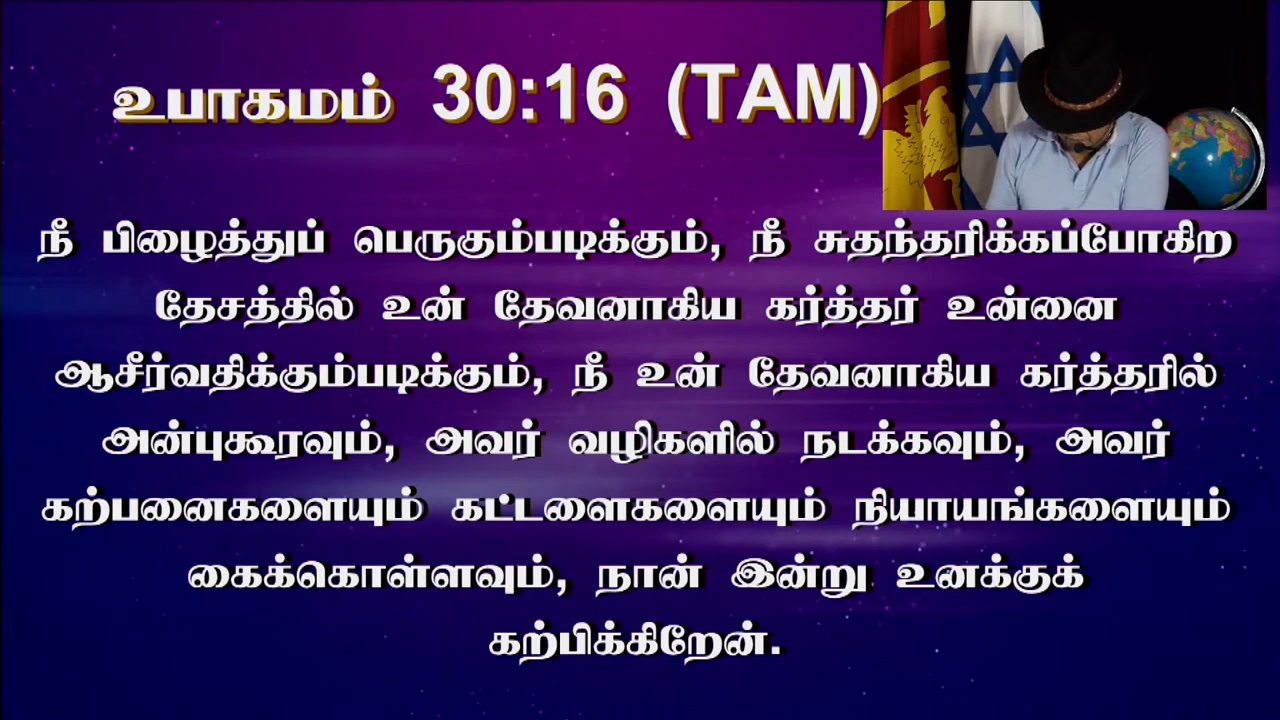 உபாகமம் 30:16 (TAM)
நீ பிழைத்துப் பெருகும்படிக்கும், நீ சுதந்தரிக்கப்போகிற
தேசத்தில் உன் தேவனாகிய கர்த்தர் உன்னை
ஆசீர்வதிக்கும்படிக்கும், நீ உன் தேவனாகிய கர்த்தரில்
அன்புகூரவும், அவர் வழிகளில் நடக்கவும், அவர்
கற்பனைகளையும் கட்டளைகளையும் நியாயங்களையும்
கைக்கொள்ளவும், நான் இன்று உனக்குக்
கற்பிக்கிறேன்.